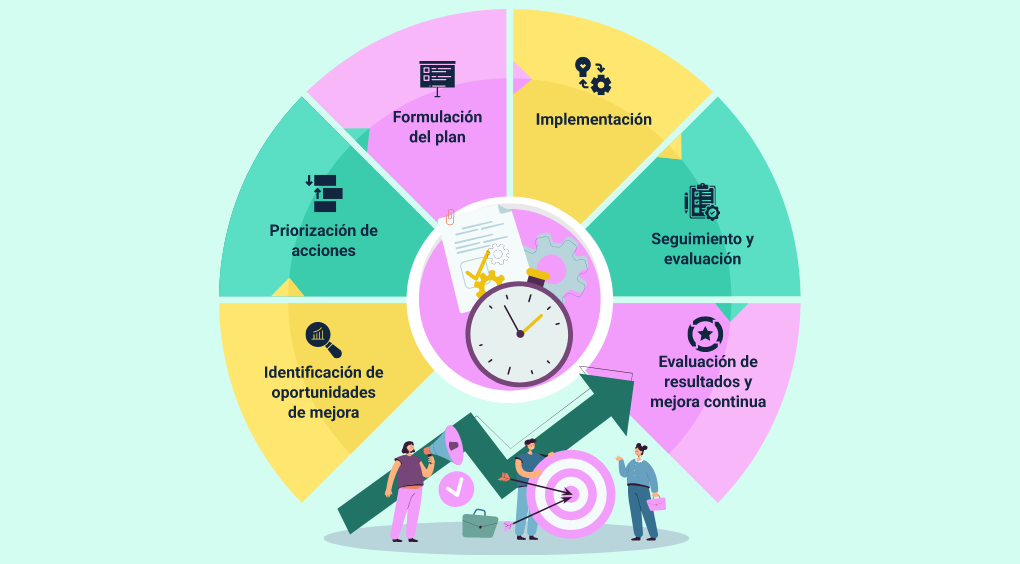 Formulación
del plan
Implementación
Priorización de
acciones
Seguimiento y
evaluación
Identificación de
oportunidades
de mejora
Evaluación de
resultados y
mejora continua